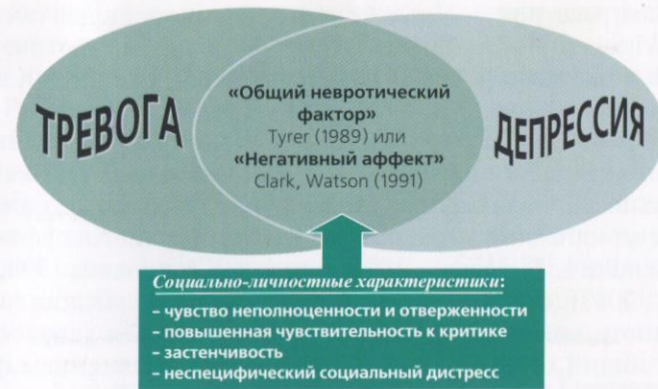 ТРЕВОГА
«Общий невротический
фактор»
Tyrer (1989) или
«Негативный аффект»
Clark, Watson (1991)
ДЕПРЕССИЯ
Социально-личностные характеристики:
– чувство неполноценности и отверженности
– повышенная чувствительность к критике
– застенчивость
– неспецифический социальный дистресс